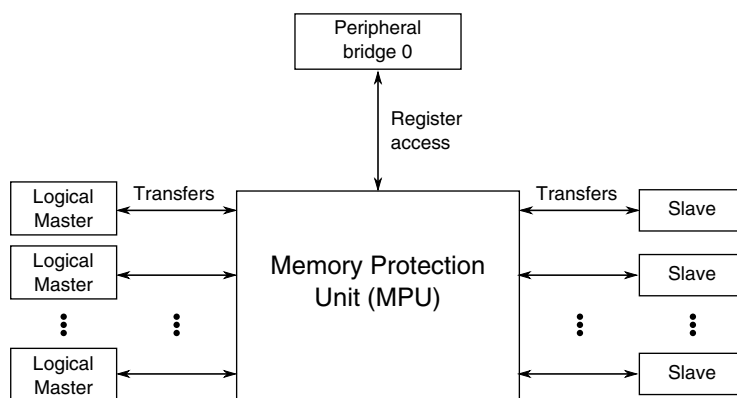 Peripheral
bridge 0
Register
access
Logical
Master
Transfers
Memory Protection
Unit (MPU)
Transfers
Slave
Logical
Master
Slave
Logical
Master
Slave